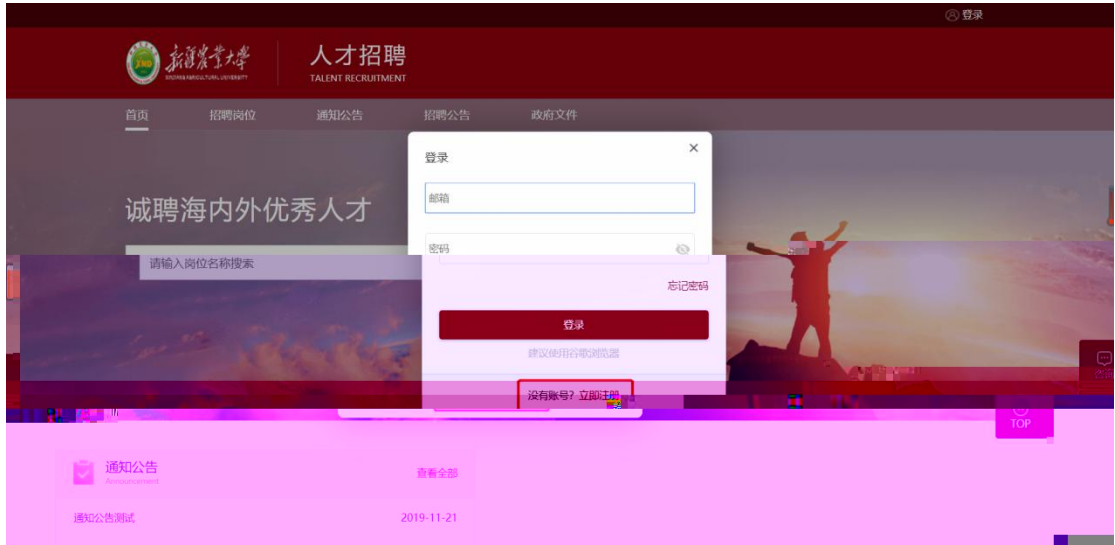 登录
新疆农业大学
XINJIANG AGRICULTURAL UNIVERSITY
人才招聘
TALENT RECRUITMENT
首页 招聘岗位 通知公告 招聘公告 政府文件
登录
邮箱
诚聘海内外优秀人才
密码
请输入岗位名称搜索
忘记密码
登录
建议使用谷歌浏览器
没有账号？立即注册
TOP
通知公告
Announcement
查看全部
通知公告测试 2019-11-21